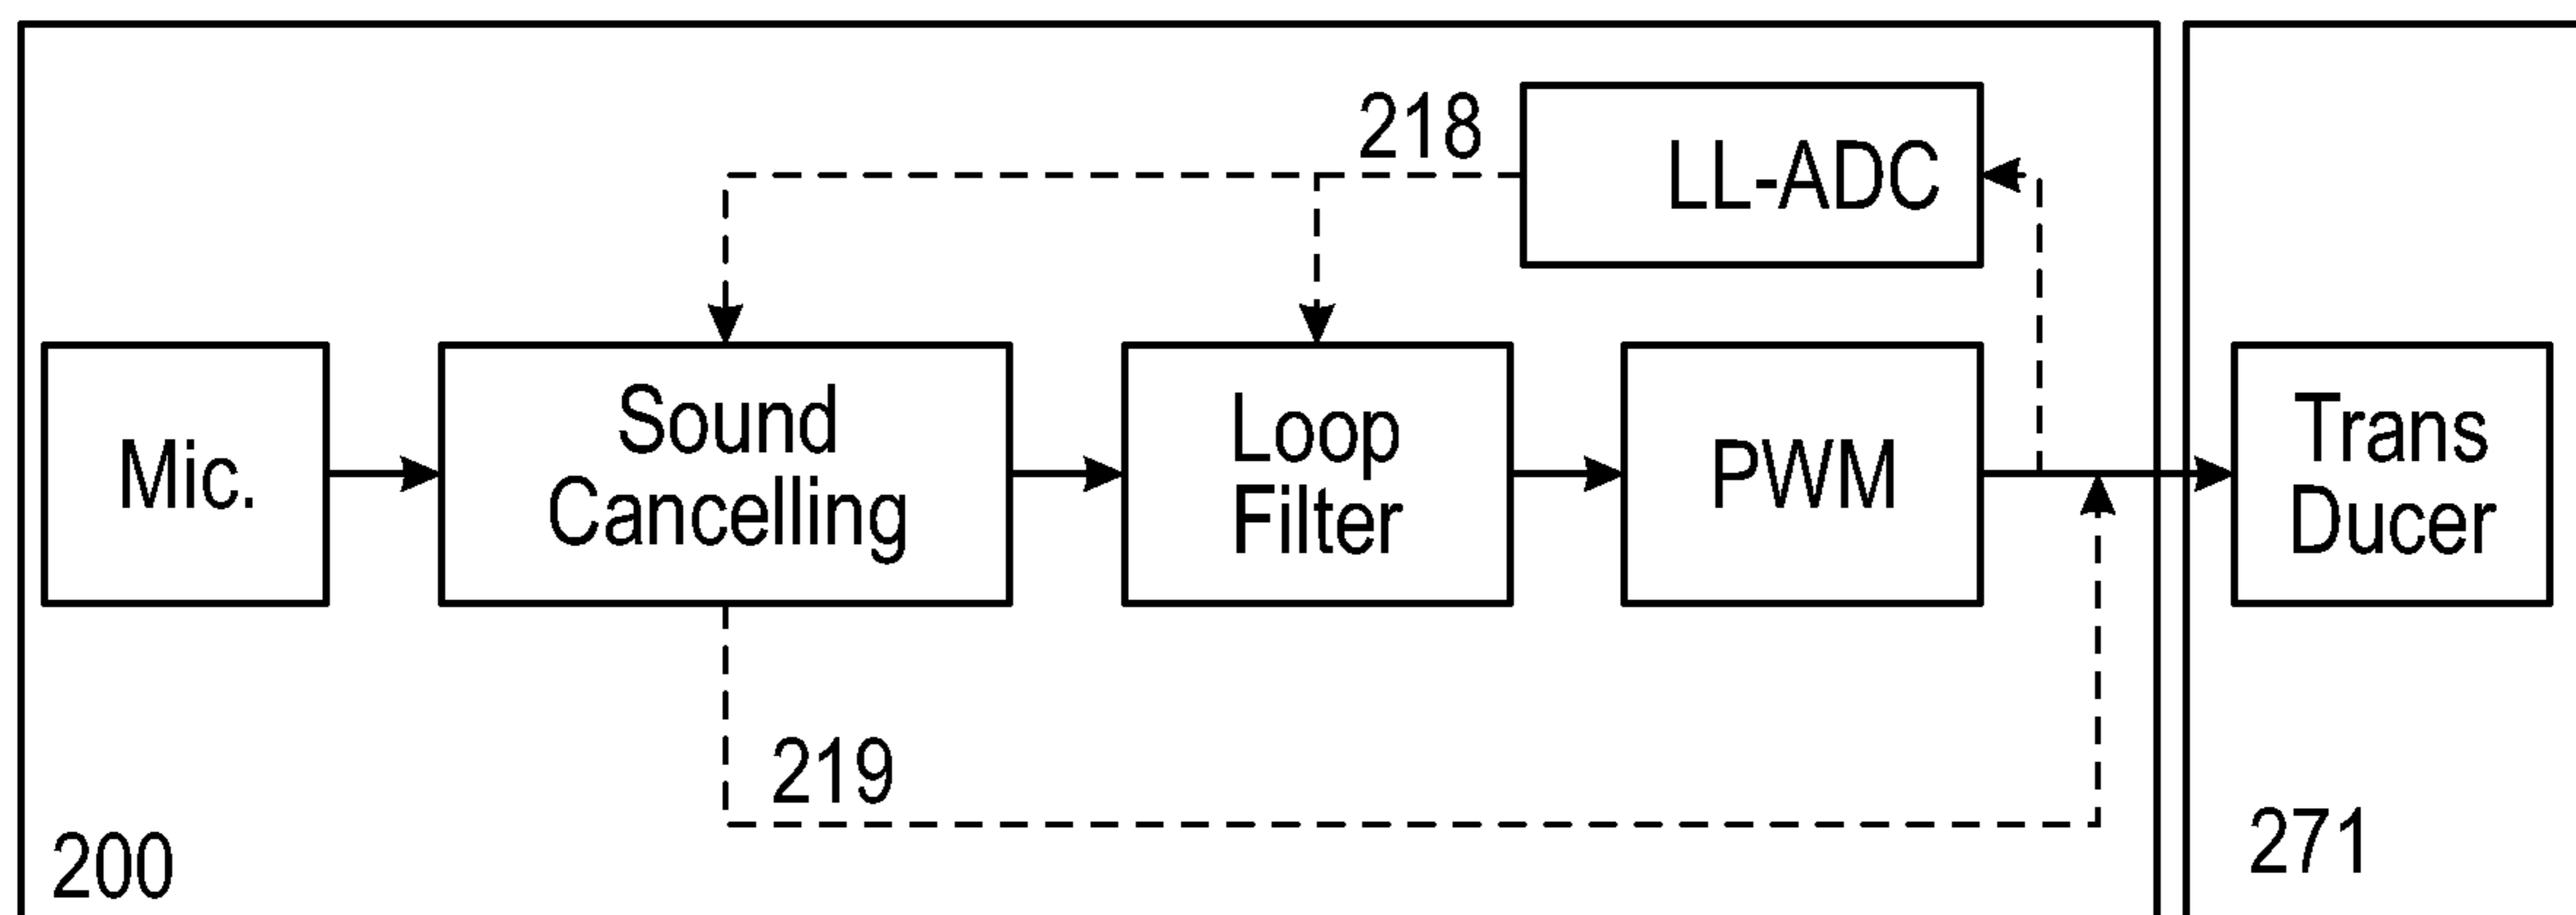 218
LL-ADC
Mic.
Sound
Cancelling
Loop
Filter
PWM
Trans
Ducer
219
200
271